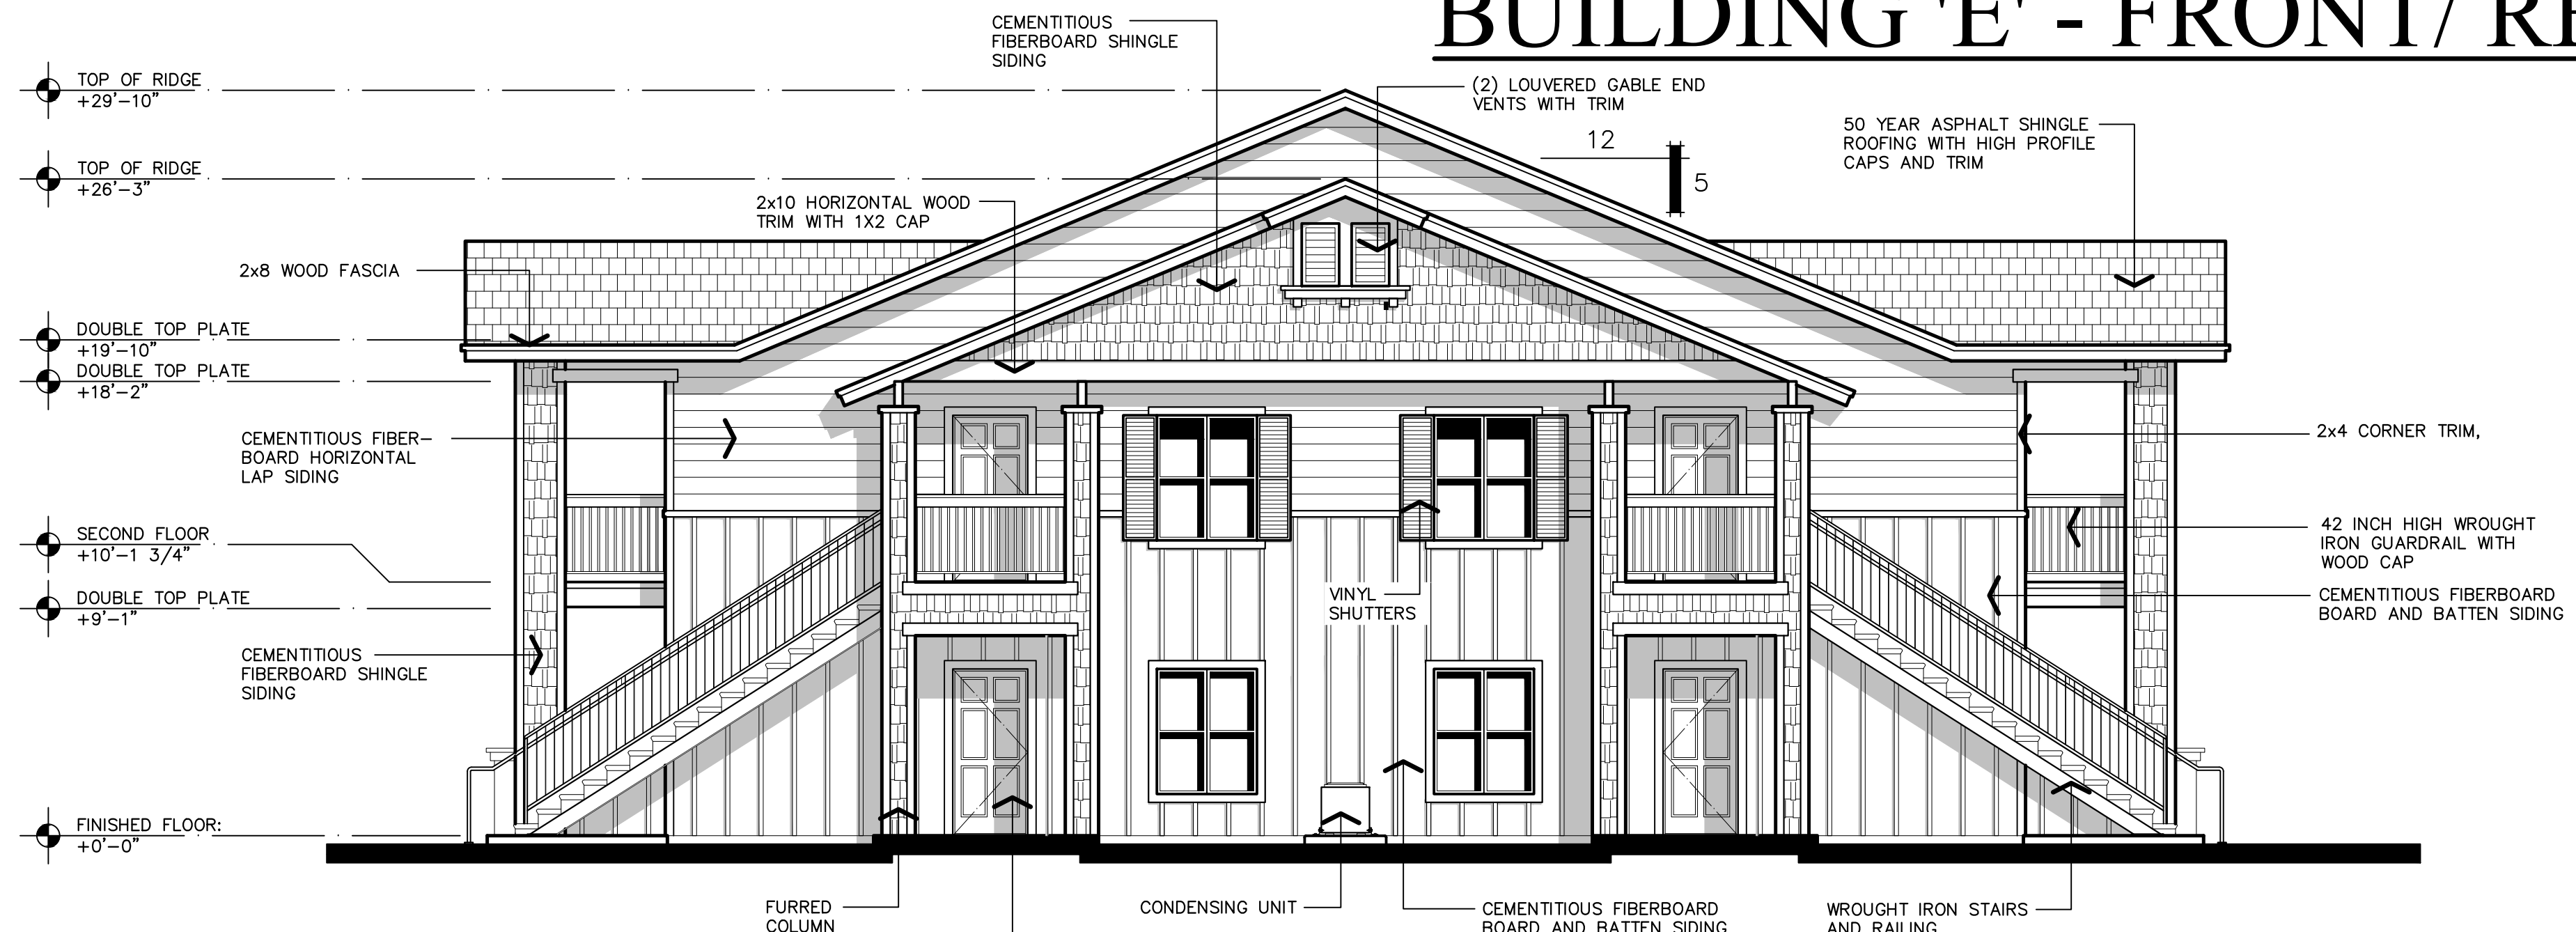 BUILDING 'E' - FRONT/
CEMENTITIOUS
FIBERBOARD SHINGLE
SIDING
TOP OF RIDGE
+29'-10"
(2) LOUVERED GABLE END
VENTS WITH TRIM
50 YEAR ASPHALT SHINGLE
ROOFING WITH HIGH PROFILE
CAPS AND TRIM
12
5
TOP OF RIDGE
+26'-3"
2x10 HORIZONTAL WOOD
TRIM WITH 1X2 CAP
2x8 WOOD FASCIA
DOUBLE TOP PLATE
+19'-10"
DOUBLE TOP PLATE
+18'-2"
CEMENTITIOUS FIBER-
BOARD HORIZONTAL
LAP SIDING
2x4 CORNER TRIM,
SECOND FLOOR
+10'-1 3/4"
42 INCH HIGH WROUGHT
IRON GUARDRAIL WITH
WOOD CAP
DOUBLE TOP PLATE
+9'-1"
VINYL
SHUTTERS
CEMENTITIOUS FIBERBOARD
BOARD AND BATTEN SIDING
CEMENTITIOUS
FIBERBOARD SHINGLE
SIDING
FINISHED FLOOR:
+0'-0"
FURRED
COLUMN
CONDENSING UNIT
CEMENTITIOUS FIBERBOARD
BOARD AND BATTEN SIDING
WROUGHT IRON STAIRS
AND RAILING